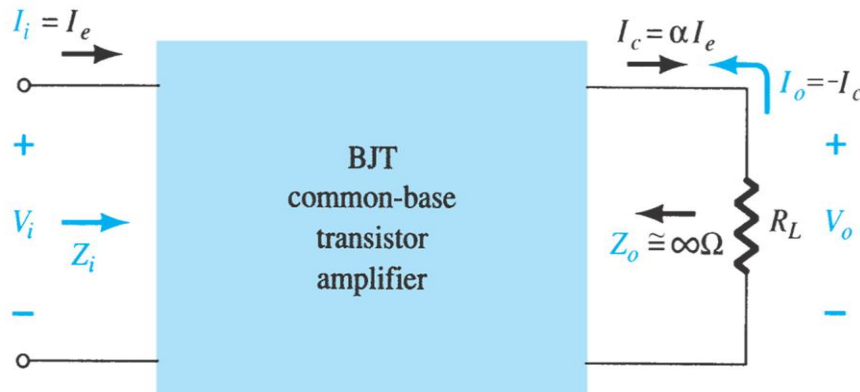 I_i = I_e
I_c = αI_e
I_o = -I_c
+
+
BJT
common-base
transistor
amplifier
V_i
Z_i
Z_o ≅ ∞Ω
R_L
V_o
−
−